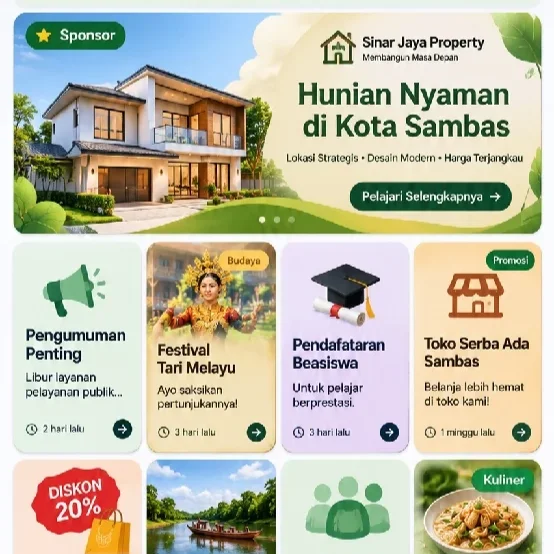 Sponsor
Sinar Jaya Property
Membangun Masa Depan
Hunian Nyaman
di Kota Sambas
Lokasi Strategis • Desain Modern • Harga Terjangkau
Pelajari Selengkapnya →
Pengumuman
Penting
Libur layanan
pelayanan publik...
2 hari lalu
Budaya
Festival
Tari Melayu
Ayo saksikan
pertunjukannya!
3 hari lalu
Pendafataran
Beasiswa
Untuk pelajar
berprestasi.
3 hari lalu
Promosi
Toko Serba Ada
Sambas
Belanja lebih hemat
di toko kami!
1 minggu lalu
DISKON
20%
Kuliner